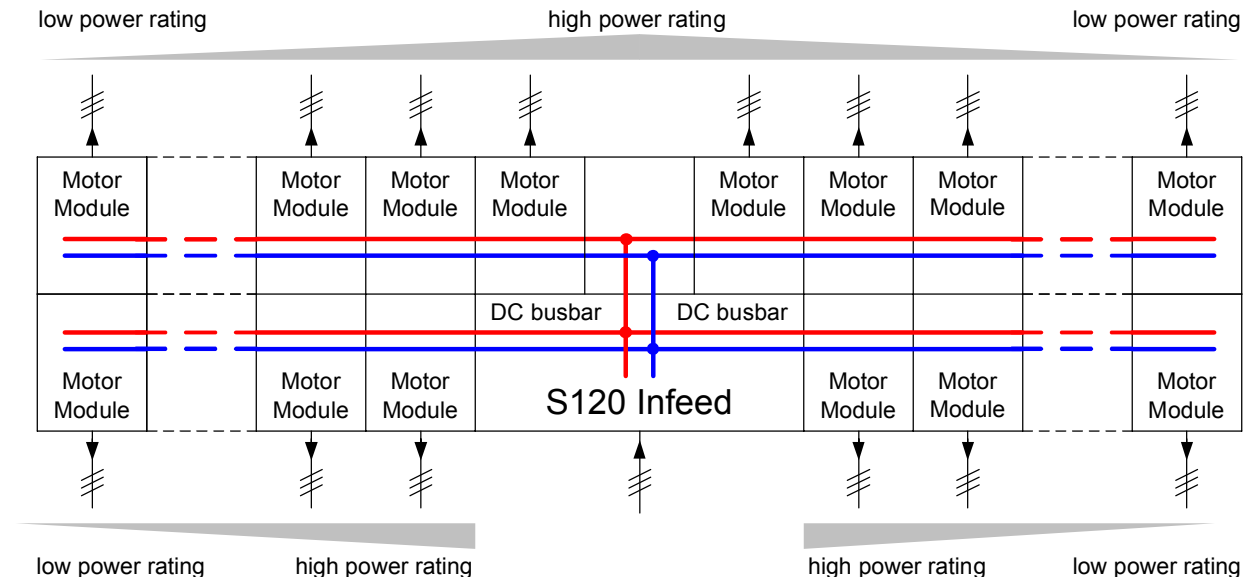 low power rating high power rating low power rating
Motor Motor Motor Motor Motor Motor Motor Motor
Module Module Module Module Module Module Module Module
DC busbar DC busbar
Motor Motor Motor Motor Motor Motor
Module Module Module S120 Infeed Module Module Module
low power rating high power rating high power rating low power rating